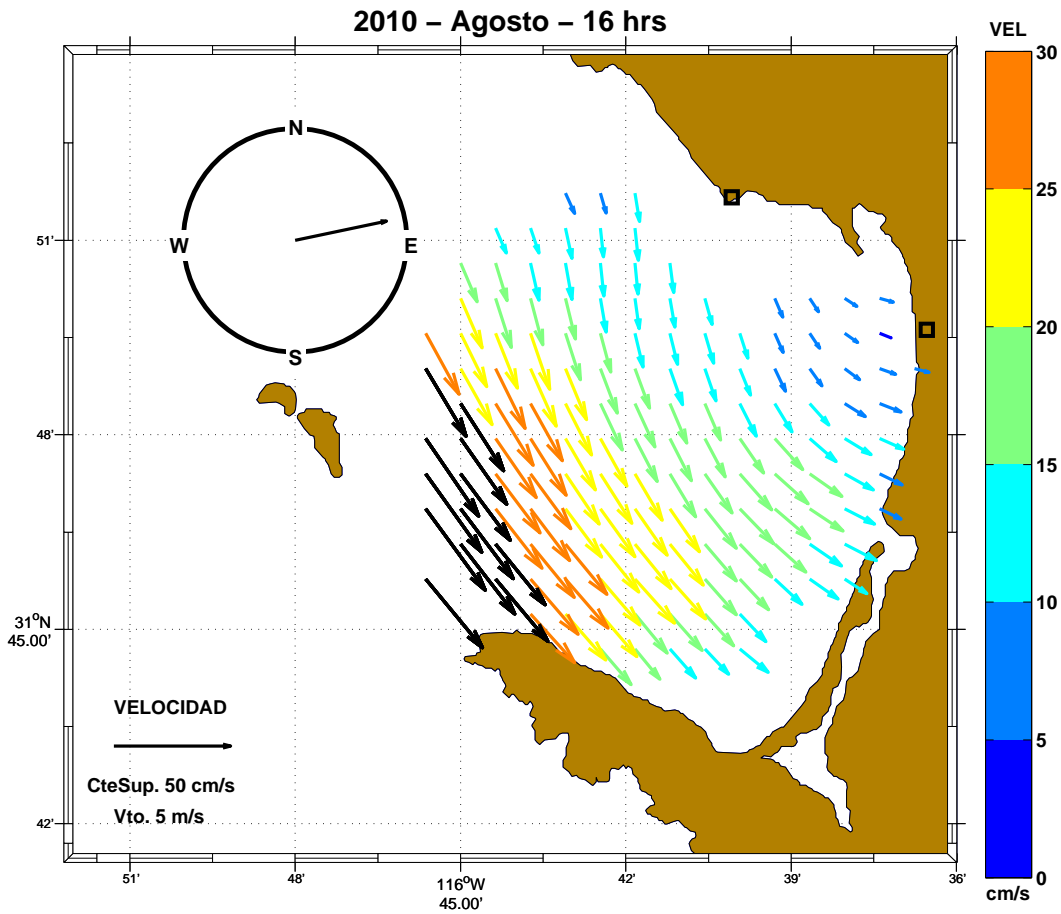 2010 – Agosto – 16 hrs
VEL
30
25
20
15
10
5
0
cm/s
N
W
E
S
51'
48'
31°N
45.00'
42'
VELOCIDAD
CteSup. 50 cm/s
Vto. 5 m/s
51'
48'
116°W
45.00'
42'
39'
36'